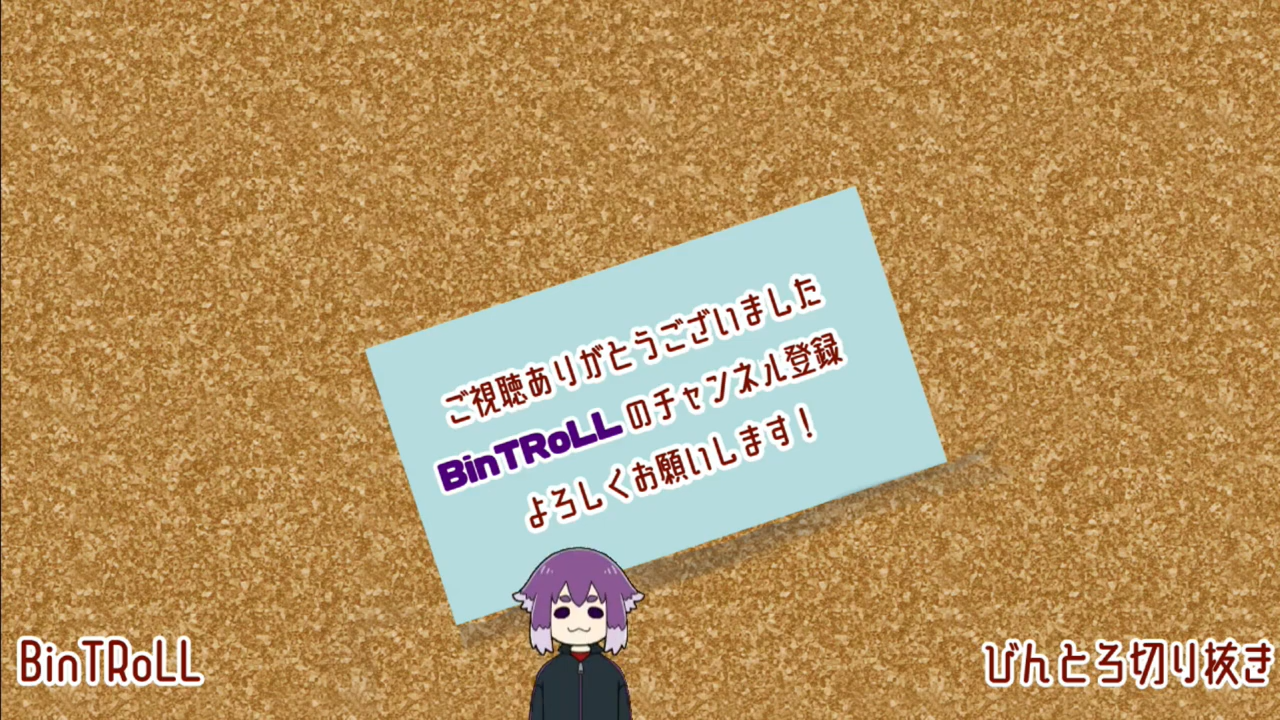 ご視聴ありがとうございました
BinTRoLLのチャンネル登録
よろしくお願いします！
BinTRoLL
びんとろ切り抜き